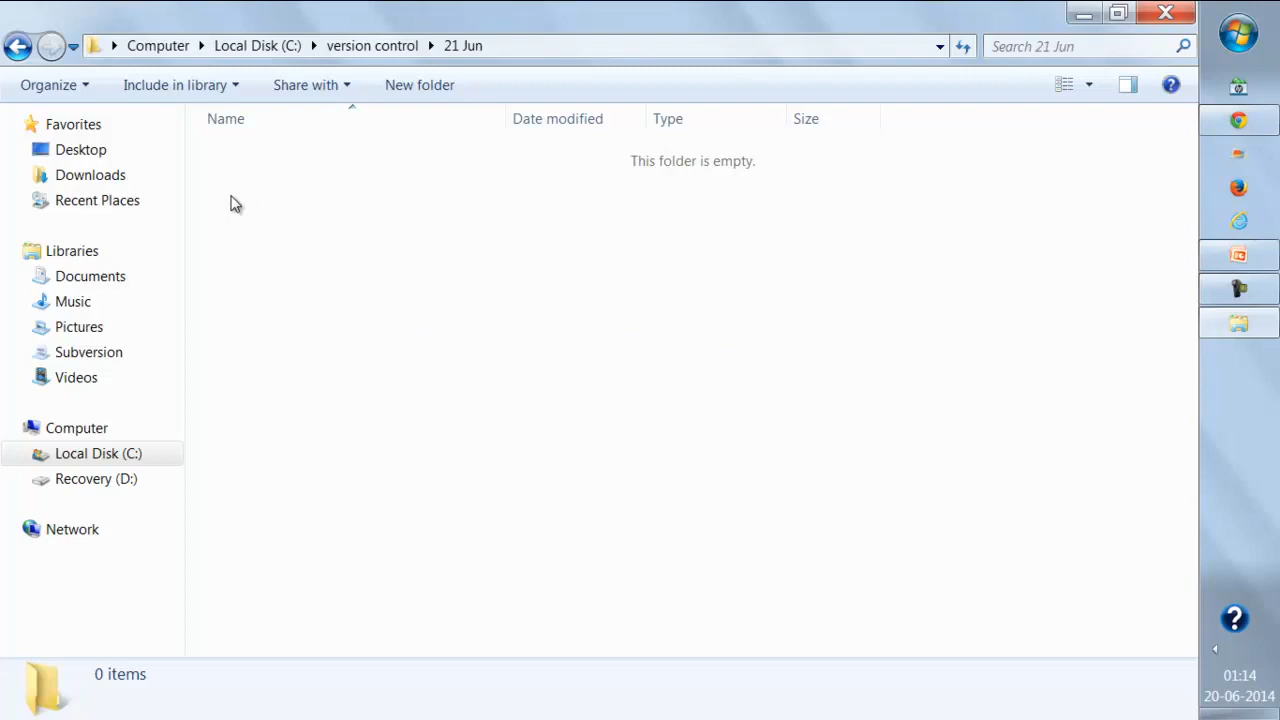 Computer Local Disk (C:) version control 21 Jun Search 21 Jun
Organize Include in library Share with New folder
Name Date modified Type Size
This folder is empty.
Favorites
Desktop
Downloads
Recent Places
Libraries
Documents
Music
Pictures
Subversion
Videos
Computer
Local Disk (C:)
Recovery (D:)
Network
0 items
01:14
20-06-2014